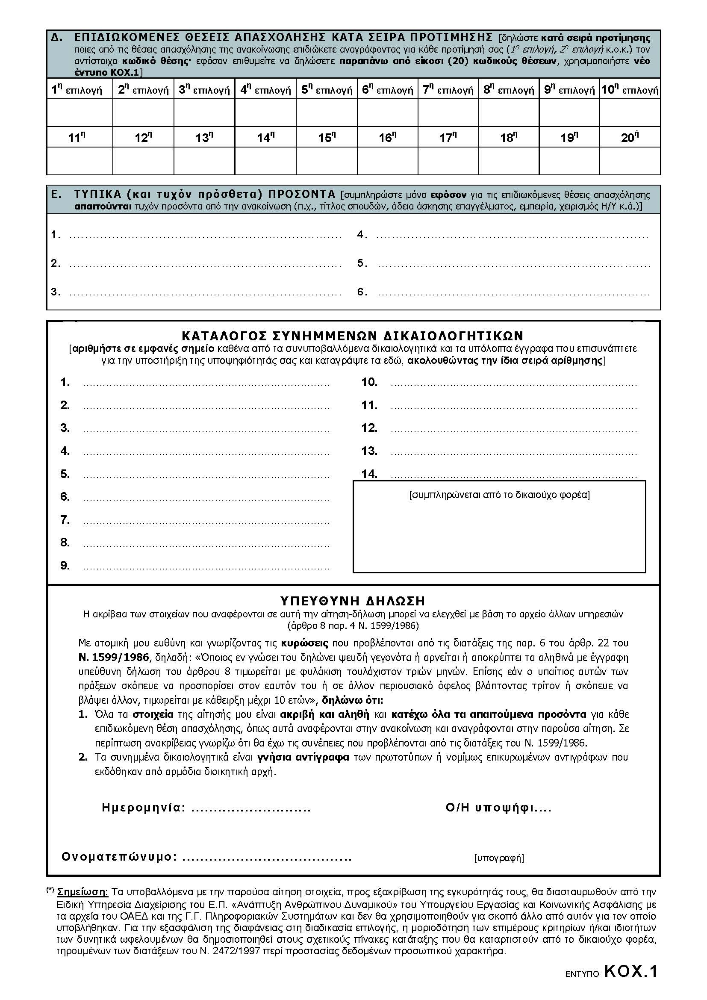 Δ. ΕΠΙΔΙΩΚΟΜΕΝΕΣ ΘΕΣΕΙΣ ΑΠΑΣΧΟΛΗΣΗΣ ΚΑΤΑ ΣΕΙΡΑ ΠΡΟΤΙΜΗΣΗΣ [δηλώστε κατά σειρά προτίμησης
ποιες από τις θέσεις απασχόλησης της ανακοίνωσης επιδιώκετε αναγράφοντας για κάθε προτίμησή σας (1η επιλογή, 2η επιλογή κ.ο.κ.) τον
αντίστοιχο κωδικό θέσης· εφόσον επιθυμείτε να δηλώσετε παραπάνω από είκοσι (20) κωδικούς θέσεων, χρησιμοποιήστε νέο
έντυπο ΚΟΧ.1]
1η επιλογή 2η επιλογή 3η επιλογή 4η επιλογή 5η επιλογή 6η επιλογή 7η επιλογή 8η επιλογή 9η επιλογή 10η επιλογή
11η 12η 13η 14η 15η 16η 17η 18η 19η 20ή
Ε. ΤΥΠΙΚΑ (και τυχόν πρόσθετα) ΠΡΟΣΟΝΤΑ [συμπληρώστε μόνο εφόσον για τις επιδιωκόμενες θέσεις απασχόλησης
απαιτούνται τυχόν προσόντα από την ανακοίνωση (π.χ., τίτλος σπουδών, άδεια άσκησης επαγγέλματος, εμπειρία, χειρισμός Η/Υ κ.ά.)]
1. ........................................ 4. ........................................
2. ........................................ 5. ........................................
3. ........................................ 6. ........................................
ΚΑΤΑΛΟΓΟΣ ΣΥΝΗΜΜΕΝΩΝ ΔΙΚΑΙΟΛΟΓΗΤΙΚΩΝ
[αριθμήστε σε εμφανές σημείο καθένα από τα συνυποβαλλόμενα δικαιολογητικά και τα υπόλοιπα έγγραφα που επισυνάπτετε
για την υποστήριξη της υποψηφιότητάς σας και καταγράψτε τα εδώ, ακολουθώντας την ίδια σειρά αρίθμησης]
1. ........................................ 10. ........................................
2. ........................................ 11. ........................................
3. ........................................ 12. ........................................
4. ........................................ 13. ........................................
5. ........................................ 14. ........................................
6. ........................................ [συμπληρώνεται από το δικαιούχο φορέα]
7. ........................................
8. ........................................
9. ........................................
ΥΠΕΥΘΥΝΗ ΔΗΛΩΣΗ
Η ακρίβεια των στοιχείων που αναφέρονται σε αυτή την αίτηση-δήλωση μπορεί να ελεγχθεί με βάση το αρχείο άλλων υπηρεσιών
(άρθρο 8 παρ. 4 Ν. 1599/1986)
Με ατομική μου ευθύνη και γνωρίζοντας τις κυρώσεις που προβλέπονται από τις διατάξεις της παρ. 6 του άρθρ. 22 του
Ν. 1599/1986, δηλαδή: «Όποιος εν γνώσει του δηλώνει ψευδή γεγονότα ή αρνείται ή αποκρύπτει τα αληθινά με έγγραφη
υπεύθυνη δήλωση του άρθρου 8 τιμωρείται με φυλάκιση τουλάχιστον τριών μηνών. Επίσης εάν ο υπαίτιος αυτών των
πράξεων σκόπευε να προσπορίσει στον εαυτόν του ή σε άλλον περιουσιακό όφελος βλάπτοντας τρίτον ή σκόπευε να
βλάψει άλλον, τιμωρείται με κάθειρξη μέχρι 10 ετών», δηλώνω ότι:
1. Όλα τα στοιχεία της αίτησής μου είναι ακριβή και αληθή και κατέχω όλα τα απαιτούμενα προσόντα για κάθε
επιδιωκόμενη θέση απασχόλησης, όπως αυτά αναφέρονται στην ανακοίνωση και αναγράφονται στην παρούσα αίτηση. Σε
περίπτωση ανακρίβειας γνωρίζω ότι θα έχω τις συνέπειες που προβλέπονται από τις διατάξεις του Ν. 1599/1986.
2. Τα συνημμένα δικαιολογητικά είναι γνήσια αντίγραφα των πρωτοτύπων ή νομίμως επικυρωμένων αντιγράφων που
εκδόθηκαν από αρμόδια διοικητική αρχή.
Ημερομηνία: .......................... Ο/Η υποψήφι....
Ονοματεπώνυμο: ..................................... [υπογραφή]
(*) Σημείωση: Τα υποβαλλόμενα με την παρούσα αίτηση στοιχεία, προς εξακρίβωση της εγκυρότητάς τους, θα διασταυρωθούν από την
Ειδική Υπηρεσία Διαχείρισης του Ε.Π. «Ανάπτυξη Ανθρώπινου Δυναμικού» του Υπουργείου Εργασίας και Κοινωνικής Ασφάλισης με
τα αρχεία του ΟΑΕΔ και της Γ.Γ. Πληροφοριακών Συστημάτων και δεν θα χρησιμοποιηθούν για σκοπό άλλο από αυτόν για τον οποίο
υποβλήθηκαν. Για την εξασφάλιση της διαφάνειας στη διαδικασία επιλογής, η μοριοδότηση των επιμέρους κριτηρίων ή/και ιδιοτήτων
των δυνητικά ωφελουμένων θα δημοσιοποιηθεί στους σχετικούς πίνακες κατάταξης που θα καταρτιστούν από το δικαιούχο φορέα,
τηρουμένων των διατάξεων του Ν. 2472/1997 περί προστασίας δεδομένων προσωπικού χαρακτήρα.
ΕΝΤΥΠΟ ΚΟΧ.1